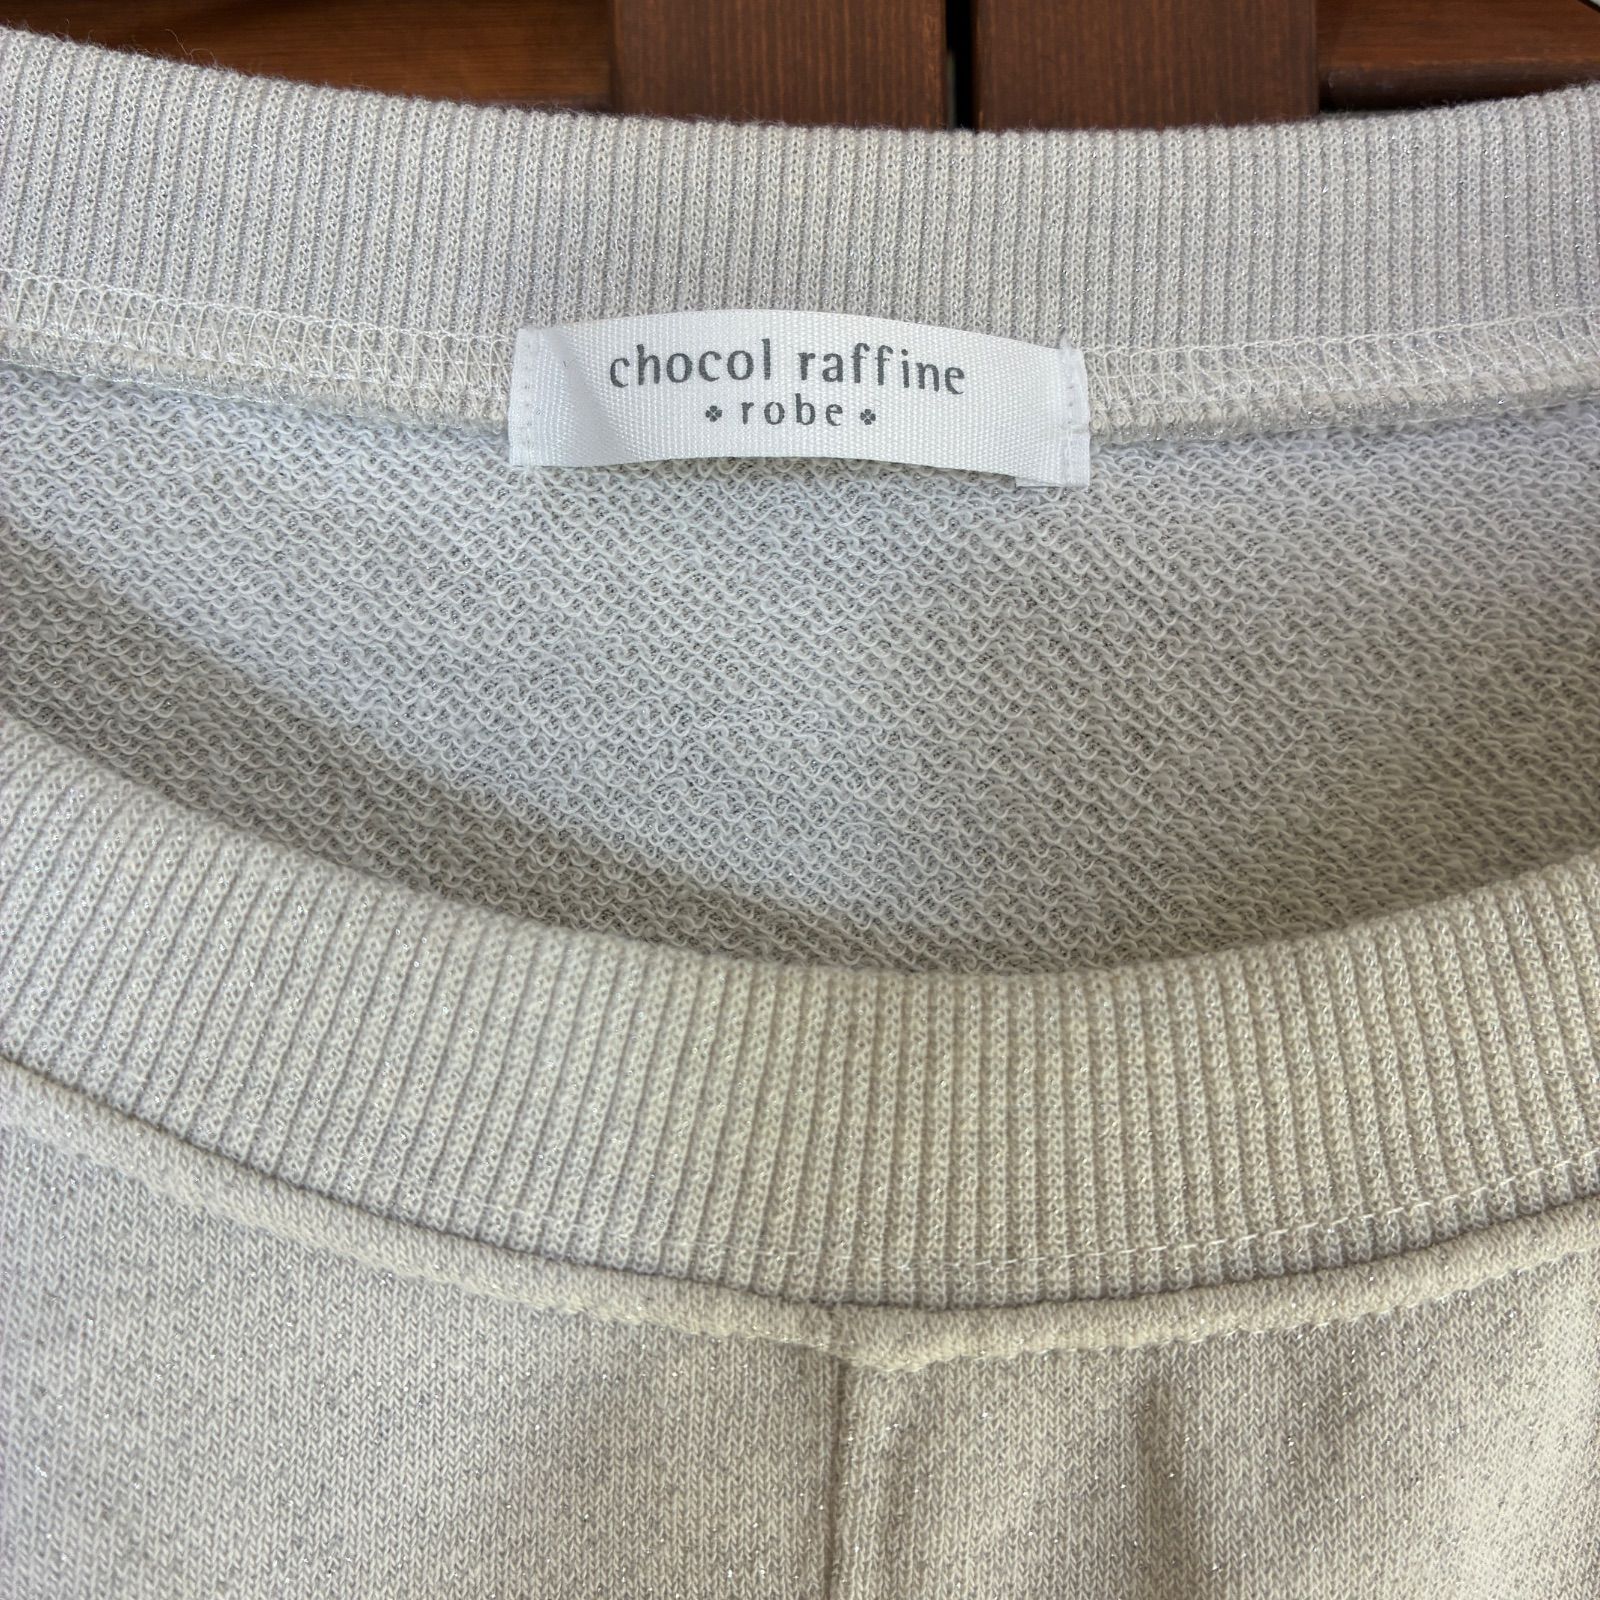 chocol raffine
robe